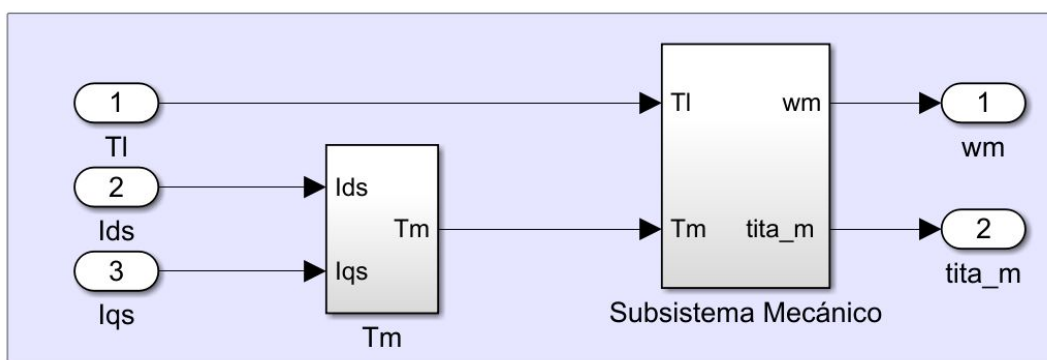 1
Tl
2
Ids
3
Iqs
Ids
Iqs
Tm
Tm
Tl
Tm
wm
tita_m
Subsistema Mecánico
1
wm
2
tita_m